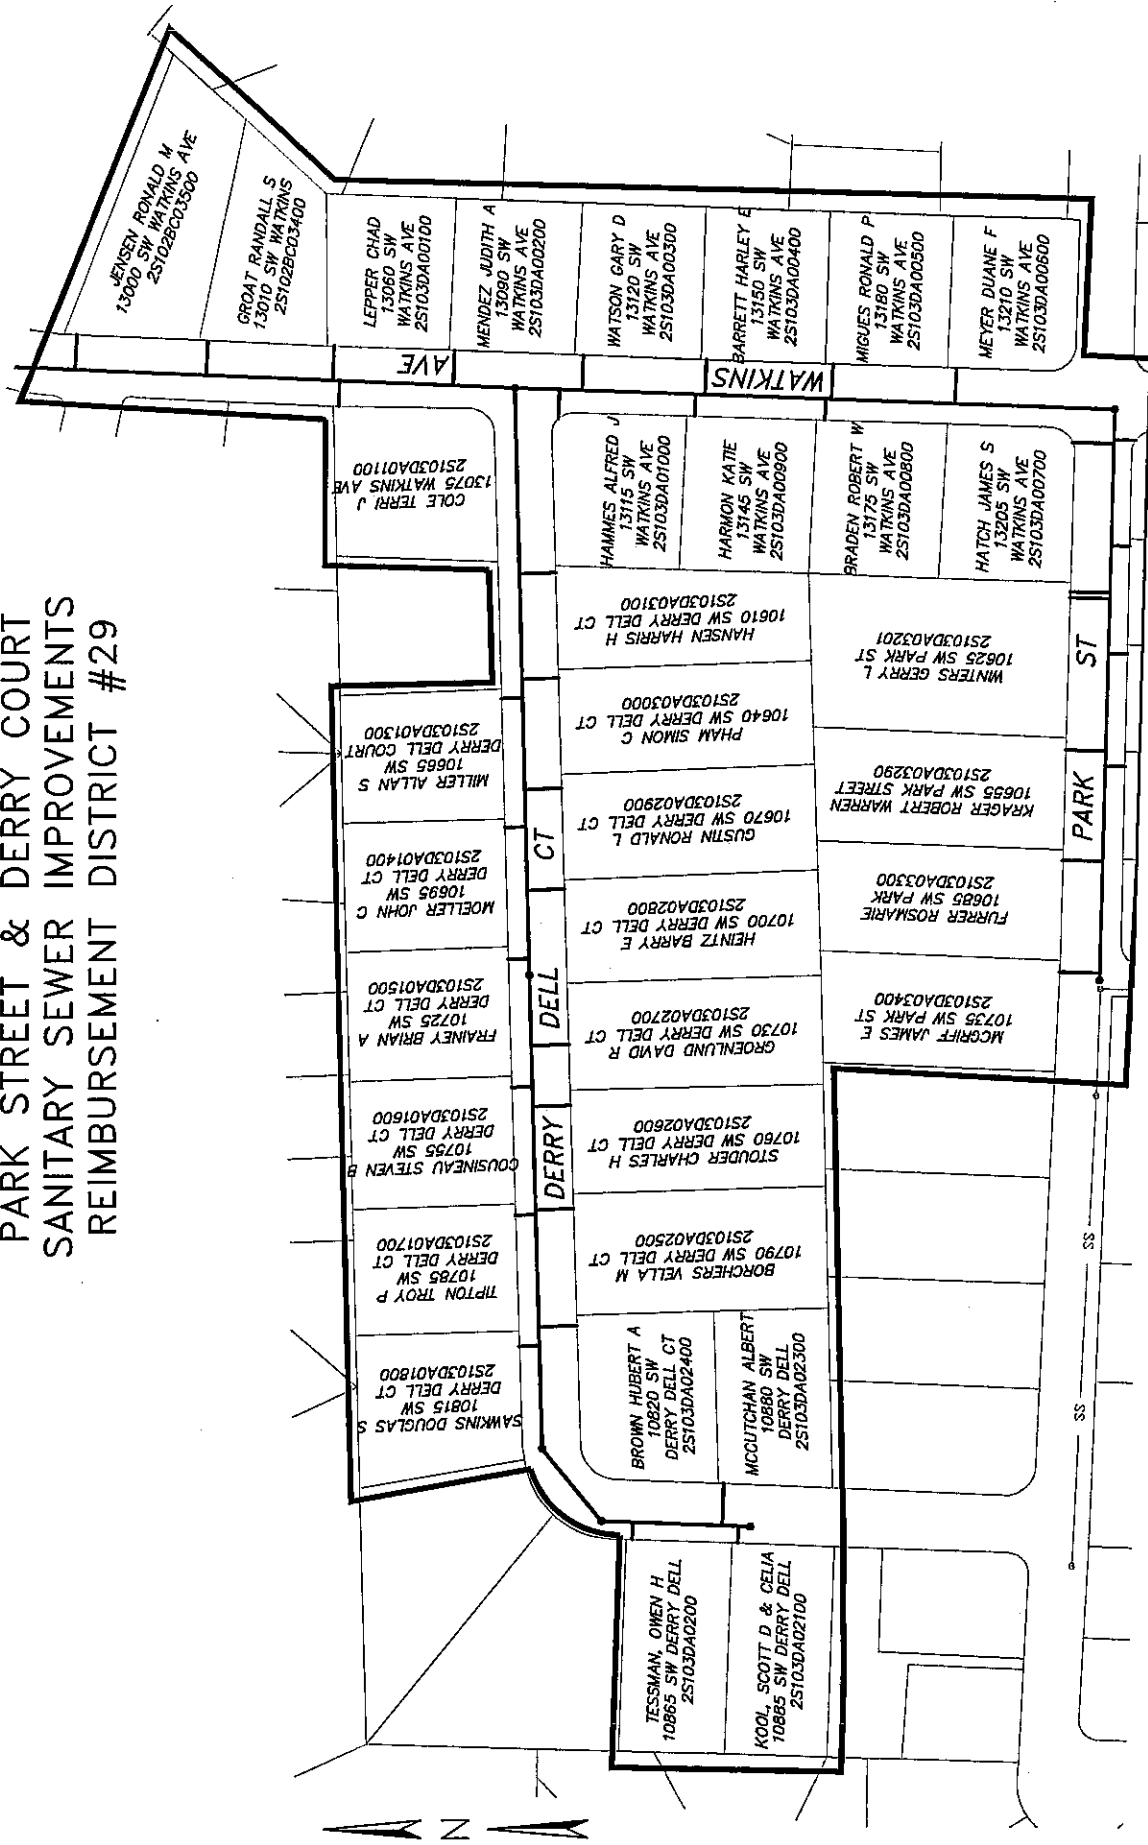 PARK STREET & DERRY COURT
SANITARY SEWER IMPROVEMENTS
REIMBURSEMENT DISTRICT #29
JENSEN RONALD M
13000 SW WATKINS AVE
2S102BC03500
GROAT RANDALL S
13010 SW WATKINS
2S102BC03400
LEPPER CHAD
13060 SW
WATKINS AVE
2S103DA00100
MENDEZ JUDITH A
13090 SW
WATKINS AVE
2S103DA00200
WATSON GARY D
13120 SW
WATKINS AVE
2S103DA00300
BARRETT HARLEY E
13150 SW
WATKINS AVE
2S103DA00400
MIGUES RONALD P
13180 SW
WATKINS AVE
2S103DA00500
MEYER DUANE F
13210 SW
WATKINS AVE
2S103DA00600
WATKINS
AVE
COLE TERRI J
13075 WATKINS AVE
2S103DA01100
HAMMES ALFRED J
13115 SW
WATKINS AVE
2S103DA01000
HARMON KATIE
13145 SW
WATKINS AVE
2S103DA00900
BRADEN ROBERT W
13175 SW
WATKINS AVE
2S103DA00800
HATCH JAMES S
13205 SW
WATKINS AVE
2S103DA00700
HANSEN HARRIS H
10610 SW DERRY DELL CT
2S103DA03100
PHAM SIMON C
10640 SW DERRY DELL CT
2S103DA03000
GUSTIN RONALD L
10670 SW DERRY DELL CT
2S103DA02900
HEINTZ BARRY E
10700 SW DERRY DELL CT
2S103DA02800
GROENLUND DAVID R
10730 SW DERRY DELL CT
2S103DA02700
STOUDER CHARLES H
10760 SW DERRY DELL CT
2S103DA02600
BORCHERS VELLA M
10790 SW DERRY DELL CT
2S103DA02500
WINTERS GERRY L
10625 SW PARK ST
2S103DA03201
KRAGER ROBERT WARREN
10655 SW PARK STREET
2S103DA03290
FURRER ROSMARIE
10685 SW PARK
2S103DA03300
MCGRIFF JAMES E
10735 SW PARK ST
2S103DA03400
PARK
ST
MILLER ALLAN S
10665 SW
DERRY DELL COURT
2S103DA01300
MOELLER JOHN C
10695 SW
DERRY DELL CT
2S103DA01400
FRAINEY BRIAN A
10725 SW
DERRY DELL CT
2S103DA01500
COUSINEAU STEVEN B
10755 SW
DERRY DELL CT
2S103DA01600
TIPTON TROY P
10785 SW
DERRY DELL CT
2S103DA01700
SAWKINS DOUGLAS S
10815 SW
DERRY DELL CT
2S103DA01800
DERRY
DELL
CT
BROWN HUBERT A
10820 SW
DERRY DELL CT
2S103DA02400
MCCUTCHAN ALBERT
10880 SW
DERRY DELL
2S103DA02300
TESSMAN, OWEN H
10865 SW DERRY DELL
2S103DA0200
KOOL, SCOTT D & CELIA
10885 SW DERRY DELL
2S103DA02100
SS
SS
N